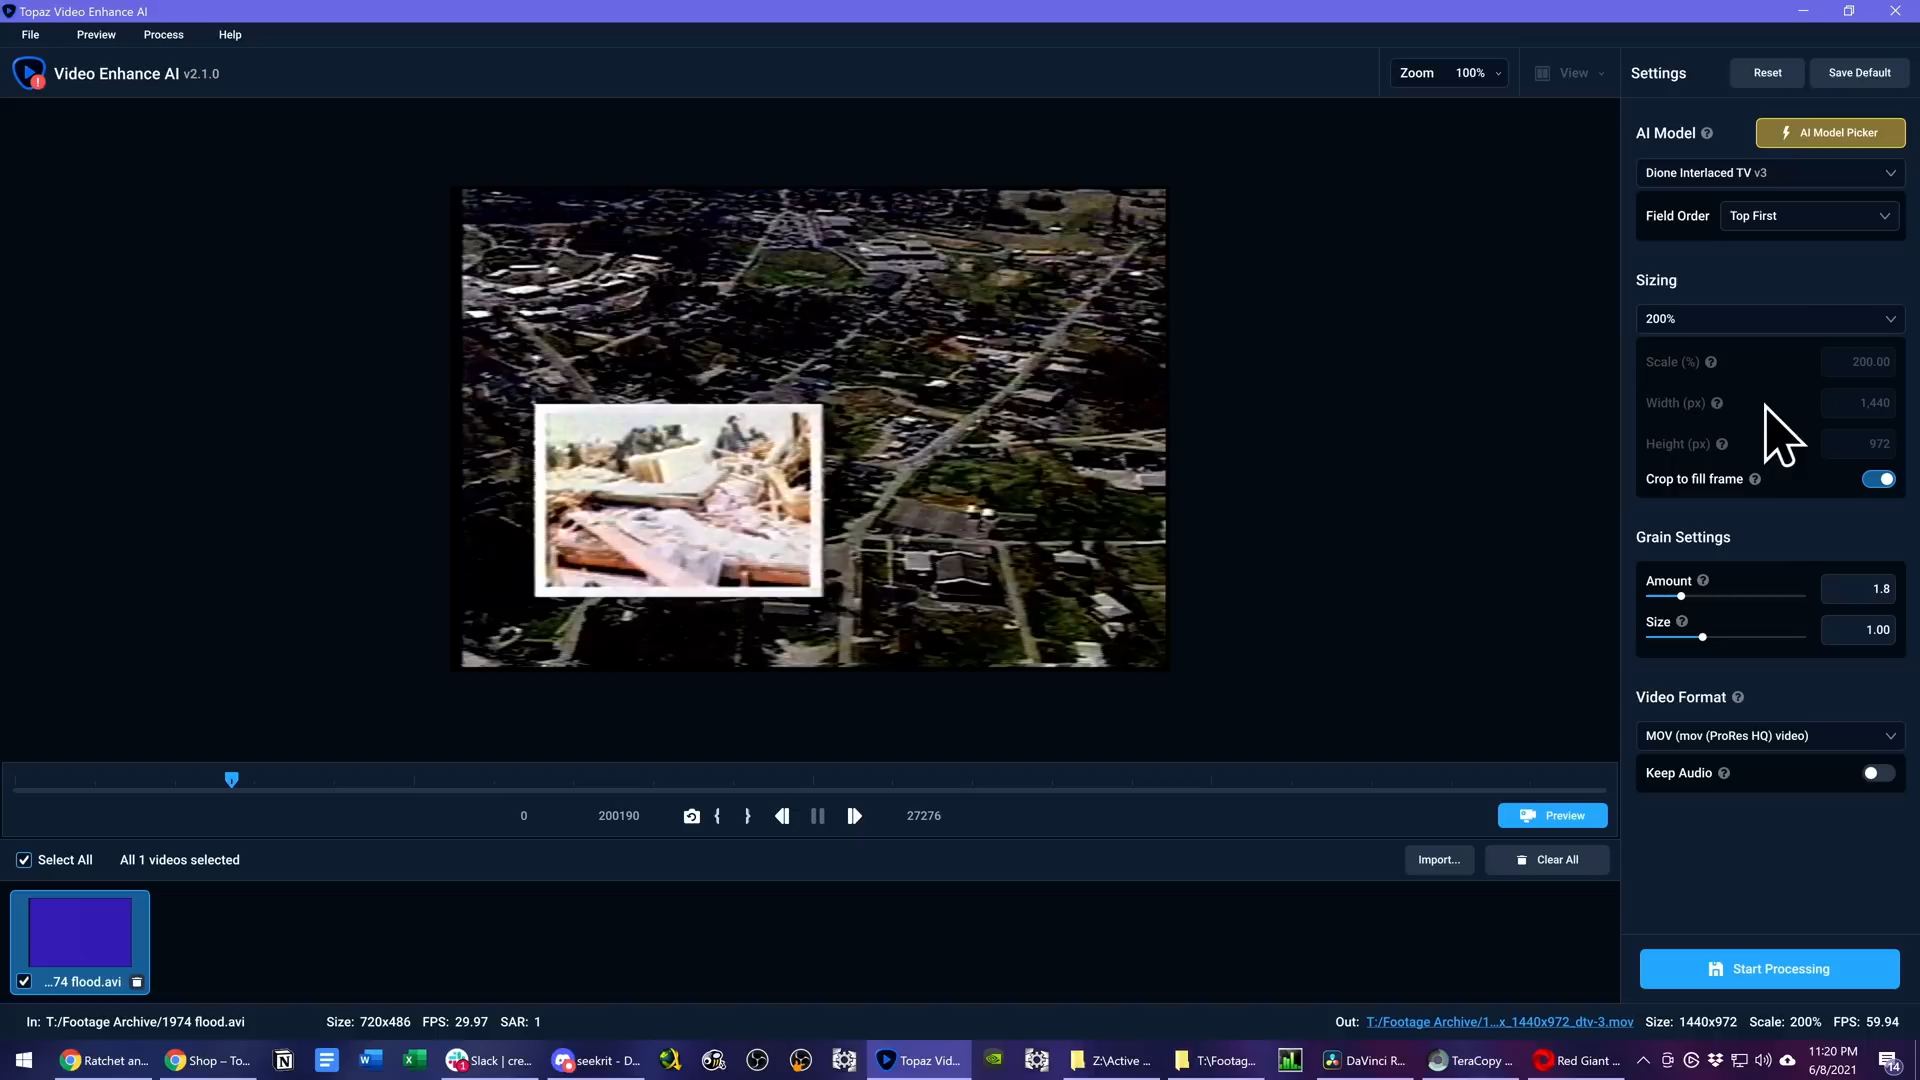 Topaz Video Enhance AI
File Preview Process Help
Video Enhance AI v2.1.0
Zoom 100%
View
Settings
Reset
Save Default
AI Model
AI Model Picker
Dione Interlaced TV v3
Field Order Top First
Sizing
200%
Scale (%) 200.00
Width (px) 1,440
Height (px) 972
Crop to fill frame
Grain Settings
Amount 1.8
Size 1.00
Video Format
MOV (mov (ProRes HQ) video)
Keep Audio
0 200190 { } 27276
Preview
Select All All 1 videos selected
Import... Clear All
...74 flood.avi
Start Processing
In: T:/Footage Archive/1974 flood.avi Size: 720x486 FPS: 29.97 SAR: 1
Out: T:/Footage Archive/1...x_1440x972_dtv-3.mov Size: 1440x972 Scale: 200% FPS: 59.94
Ratchet an... Shop – To... Slack | cre... seekrit - D... Topaz Vid... Z:\Active ... T:\Footag... DaVinci R... TeraCopy ... Red Giant ...
11:20 PM
6/8/2021
14